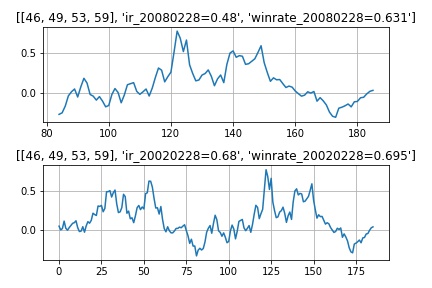 [[46, 49, 53, 59], 'ir_20080228=0.48', 'winrate_20080228=0.631']
0.5
0.0
80 100 120 140 160 180
[[46, 49, 53, 59], 'ir_20020228=0.68', 'winrate_20020228=0.695']
0.5
0.0
0 25 50 75 100 125 150 175